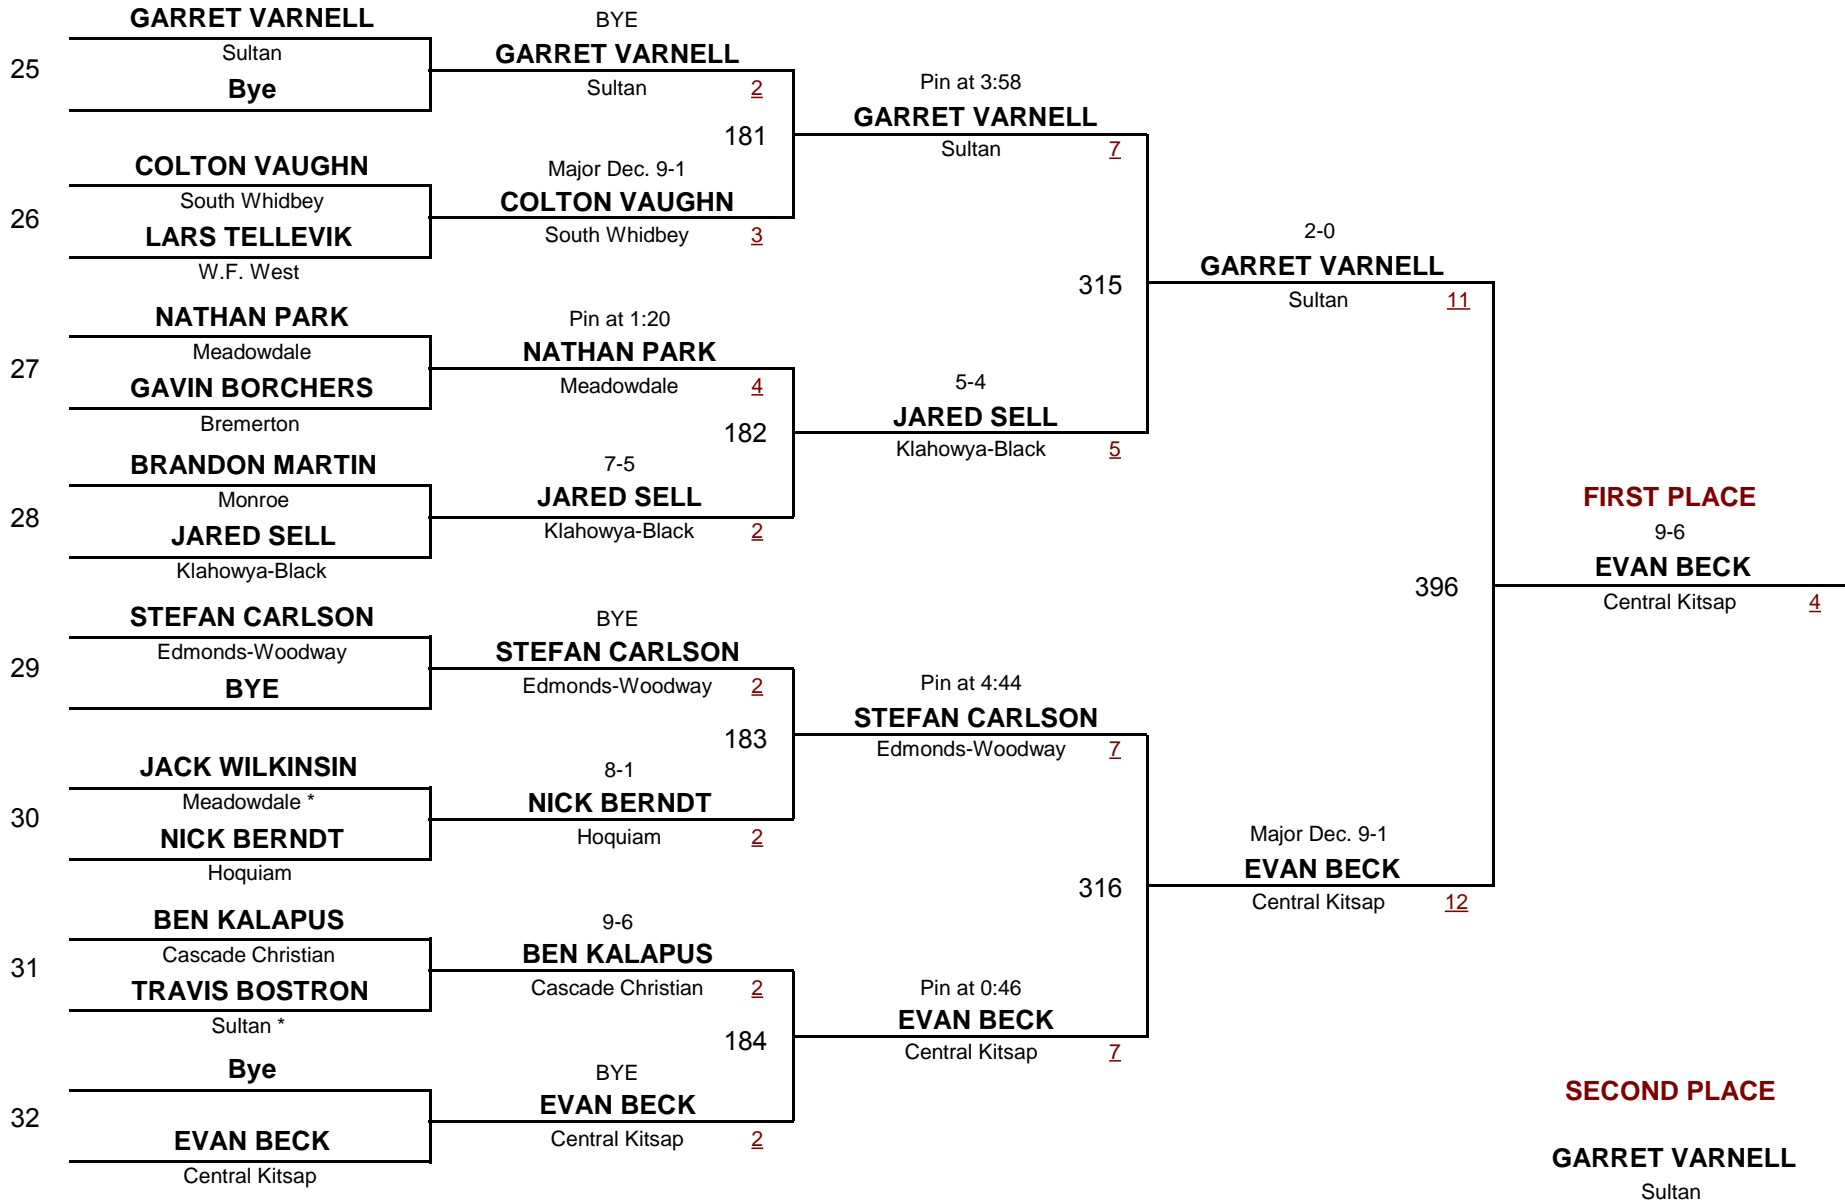 GARRET VARNELL
Sultan
25
Bye
COLTON VAUGHN
South Whidbey
26
LARS TELLEVIK
W.F. West
NATHAN PARK
Meadowdale
27
GAVIN BORCHERS
Bremerton
BRANDON MARTIN
Monroe
28
JARED SELL
Klahowya-Black
STEFAN CARLSON
Edmonds-Woodway
29
BYE
JACK WILKINSIN
Meadowdale *
30
NICK BERNDT
Hoquiam
BEN KALAPUS
Cascade Christian
31
TRAVIS BOSTRON
Sultan *
Bye
32
EVAN BECK
Central Kitsap
BYE
GARRET VARNELL
Sultan 2
181
Major Dec. 9-1
COLTON VAUGHN
South Whidbey 3
Pin at 1:20
NATHAN PARK
Meadowdale 4
182
7-5
JARED SELL
Klahowya-Black 2
BYE
STEFAN CARLSON
Edmonds-Woodway 2
183
8-1
NICK BERNDT
Hoquiam 2
9-6
BEN KALAPUS
Cascade Christian 2
184
BYE
EVAN BECK
Central Kitsap 2
Pin at 3:58
GARRET VARNELL
Sultan 7
315
5-4
JARED SELL
Klahowya-Black 5
Pin at 4:44
STEFAN CARLSON
Edmonds-Woodway 7
316
Pin at 0:46
EVAN BECK
Central Kitsap 7
2-0
GARRET VARNELL
Sultan 11
396
Major Dec. 9-1
EVAN BECK
Central Kitsap 12
FIRST PLACE
9-6
EVAN BECK
Central Kitsap 4
SECOND PLACE
GARRET VARNELL
Sultan